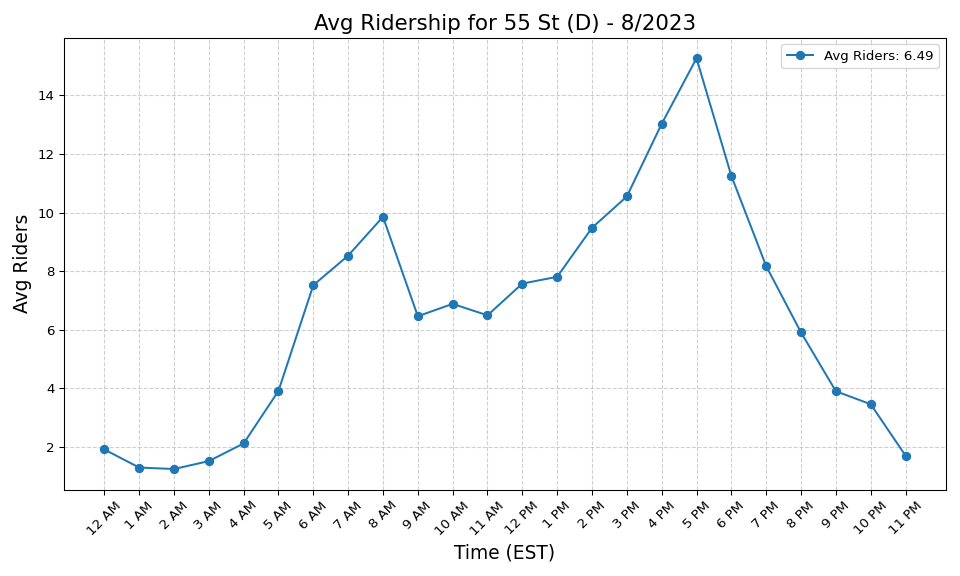 Avg Ridership for 55 St (D) - 8/2023
Avg Riders: 6.49
Avg Riders
14
12
10
8
6
4
2
12 AM
1 AM
2 AM
3 AM
4 AM
5 AM
6 AM
7 AM
8 AM
9 AM
10 AM
11 AM
12 PM
1 PM
2 PM
3 PM
4 PM
5 PM
6 PM
7 PM
8 PM
9 PM
10 PM
11 PM
Time (EST)